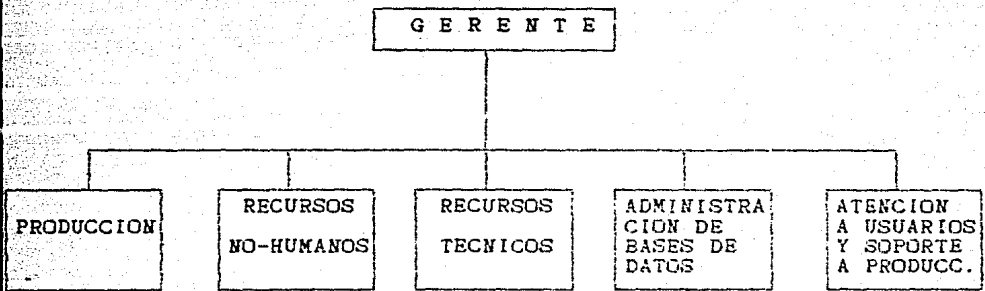 G E R E N T E
PRODUCCION
RECURSOS
NO-HUMANOS
RECURSOS
TECNICOS
ADMINISTRA
CION DE
BASES DE
DATOS
ATENCION
A USUARIOS
Y SOPORTE
A PRODUCC.